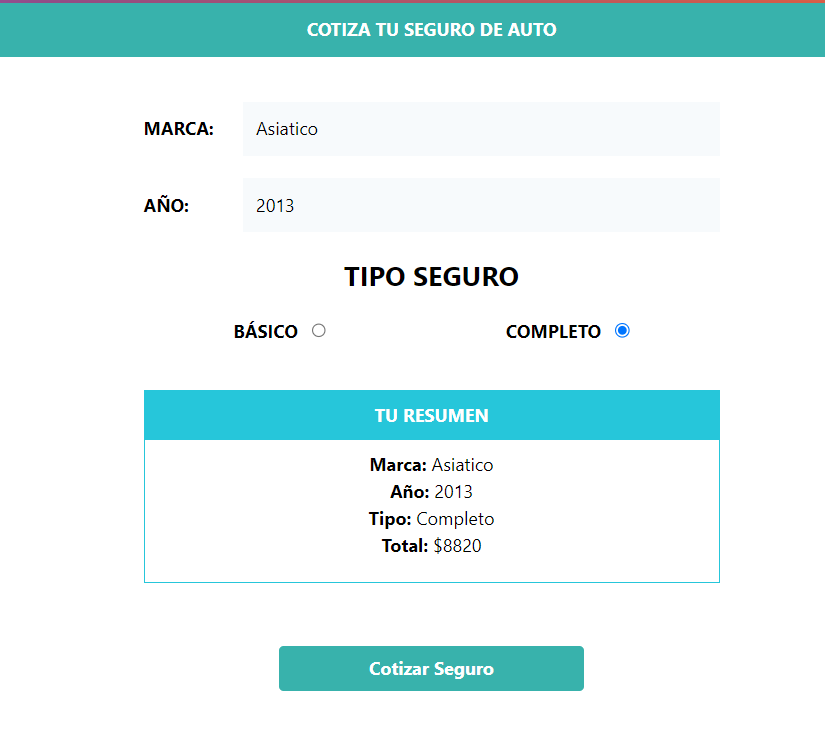 COTIZA TU SEGURO DE AUTO
MARCA: Asiatico
AÑO: 2013
TIPO SEGURO
BÁSICO COMPLETO
TU RESUMEN
Marca: Asiatico
Año: 2013
Tipo: Completo
Total: $8820
Cotizar Seguro